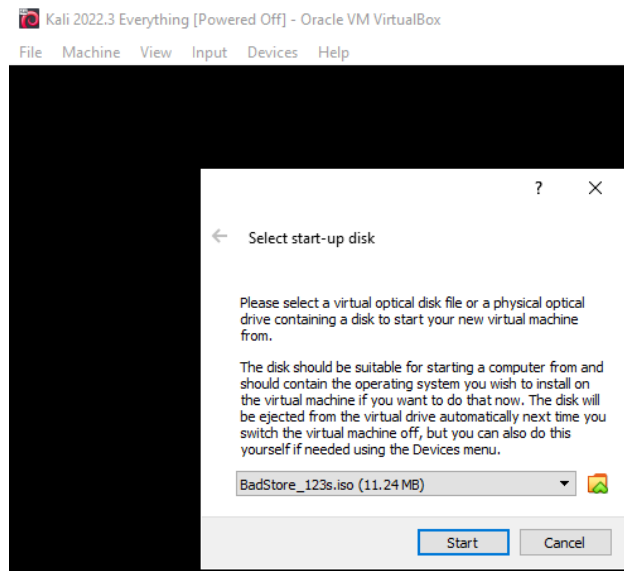 Kali 2022.3 Everything [Powered Off] - Oracle VM VirtualBox
File Machine View Input Devices Help
? ×
← Select start-up disk
Please select a virtual optical disk file or a physical optical
drive containing a disk to start your new virtual machine
from.
The disk should be suitable for starting a computer from and
should contain the operating system you wish to install on
the virtual machine if you want to do that now. The disk will
be ejected from the virtual drive automatically next time you
switch the virtual machine off, but you can also do this
yourself if needed using the Devices menu.
BadStore_123s.iso (11.24 MB)
Start Cancel